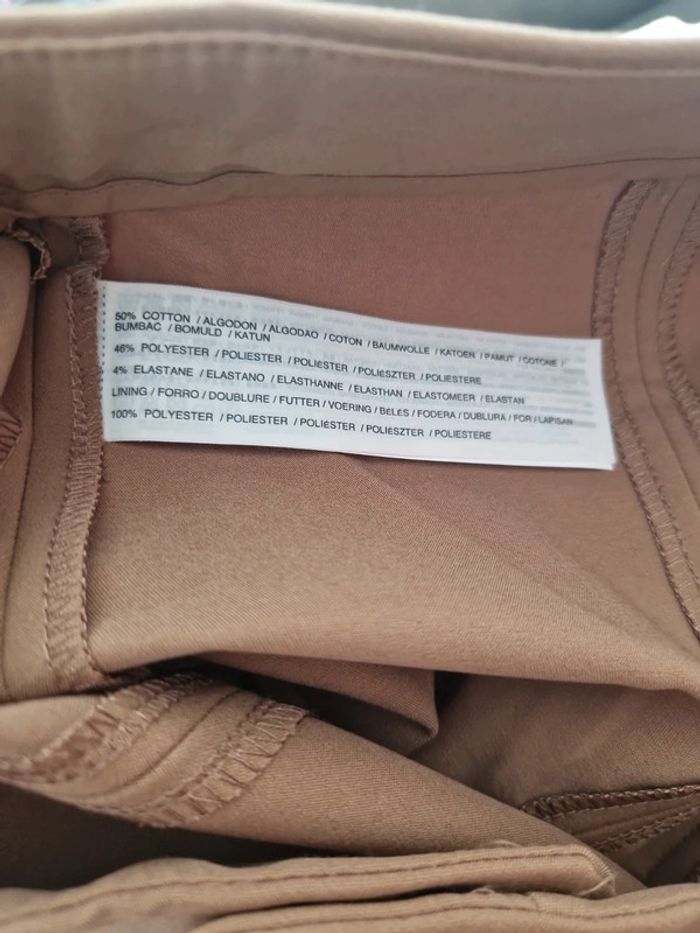 50% COTTON / ALGODON / ALGODAO / COTON / BAUMWOLLE / KATOEN / PAMUT / COTONE /
BUMBAC / BOMULD / KATUN
46% POLYESTER / POLIESTER / POLIÉSTER / POLIÉSZTER / POLIESTERE
4% ELASTANE / ELASTANO / ELASTHANNE / ELASTHAN / ELASTOMEER / ELASTAN
LINING / FORRO / DOUBLURE / FUTTER / VOERING / BÉLÉS / FODERA / DUBLURA / FOR / LAPISAN
100% POLYESTER / POLIESTER / POLIÉSTER / POLIÉSZTER / POLIESTERE